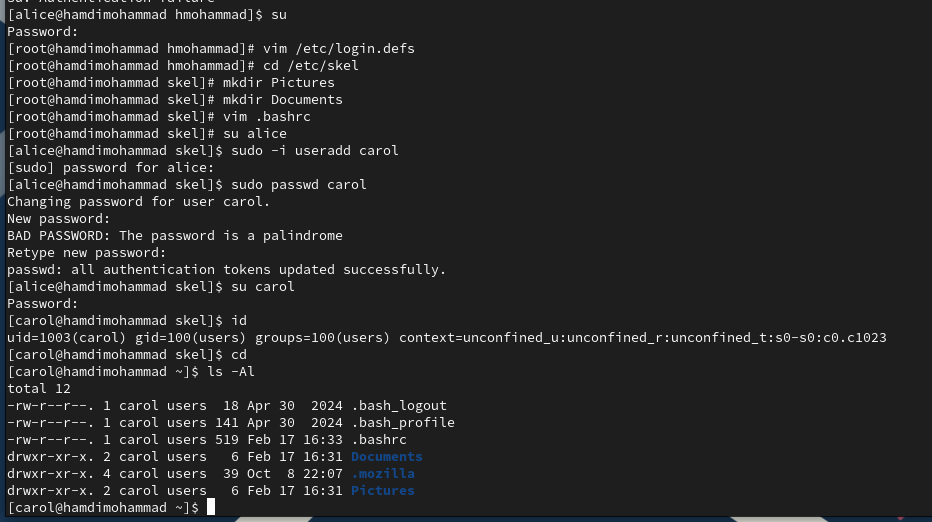 su: Authentication failure
[alice@hamdimohammad hmohammad]$ su
Password:
[root@hamdimohammad hmohammad]# vim /etc/login.defs
[root@hamdimohammad hmohammad]# cd /etc/skel
[root@hamdimohammad skel]# mkdir Pictures
[root@hamdimohammad skel]# mkdir Documents
[root@hamdimohammad skel]# vim .bashrc
[root@hamdimohammad skel]# su alice
[alice@hamdimohammad skel]$ sudo -i useradd carol
[sudo] password for alice:
[alice@hamdimohammad skel]$ sudo passwd carol
Changing password for user carol.
New password:
BAD PASSWORD: The password is a palindrome
Retype new password:
passwd: all authentication tokens updated successfully.
[alice@hamdimohammad skel]$ su carol
Password:
[carol@hamdimohammad skel]$ id
uid=1003(carol) gid=100(users) groups=100(users) context=unconfined_u:unconfined_r:unconfined_t:s0-s0:c0.c1023
[carol@hamdimohammad skel]$ cd
[carol@hamdimohammad ~]$ ls -Al
total 12
-rw-r--r--. 1 carol users  18 Apr 30  2024 .bash_logout
-rw-r--r--. 1 carol users 141 Apr 30  2024 .bash_profile
-rw-r--r--. 1 carol users 519 Feb 17 16:33 .bashrc
drwxr-xr-x. 2 carol users   6 Feb 17 16:31 Documents
drwxr-xr-x. 4 carol users  39 Oct  8 22:07 .mozilla
drwxr-xr-x. 2 carol users   6 Feb 17 16:31 Pictures
[carol@hamdimohammad ~]$